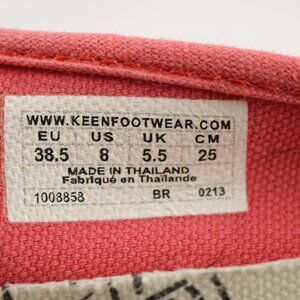 WWW.KEENFOOTWEAR.COM
EU US UK CM
38.5 8 5.5 25
MADE IN THAILAND
Fabriqué en Thaïlande
1008858 BR 0213